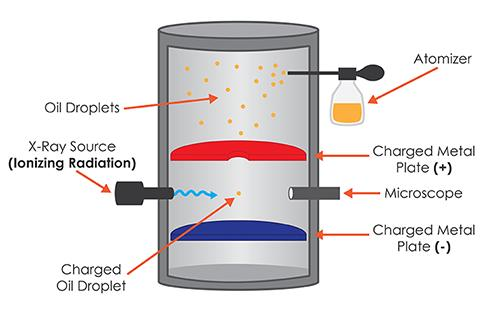 Atomizer
Oil Droplets
X-Ray Source
(Ionizing Radiation)
Charged Metal
Plate (+)
Microscope
Charged Metal
Plate (-)
Charged
Oil Droplet